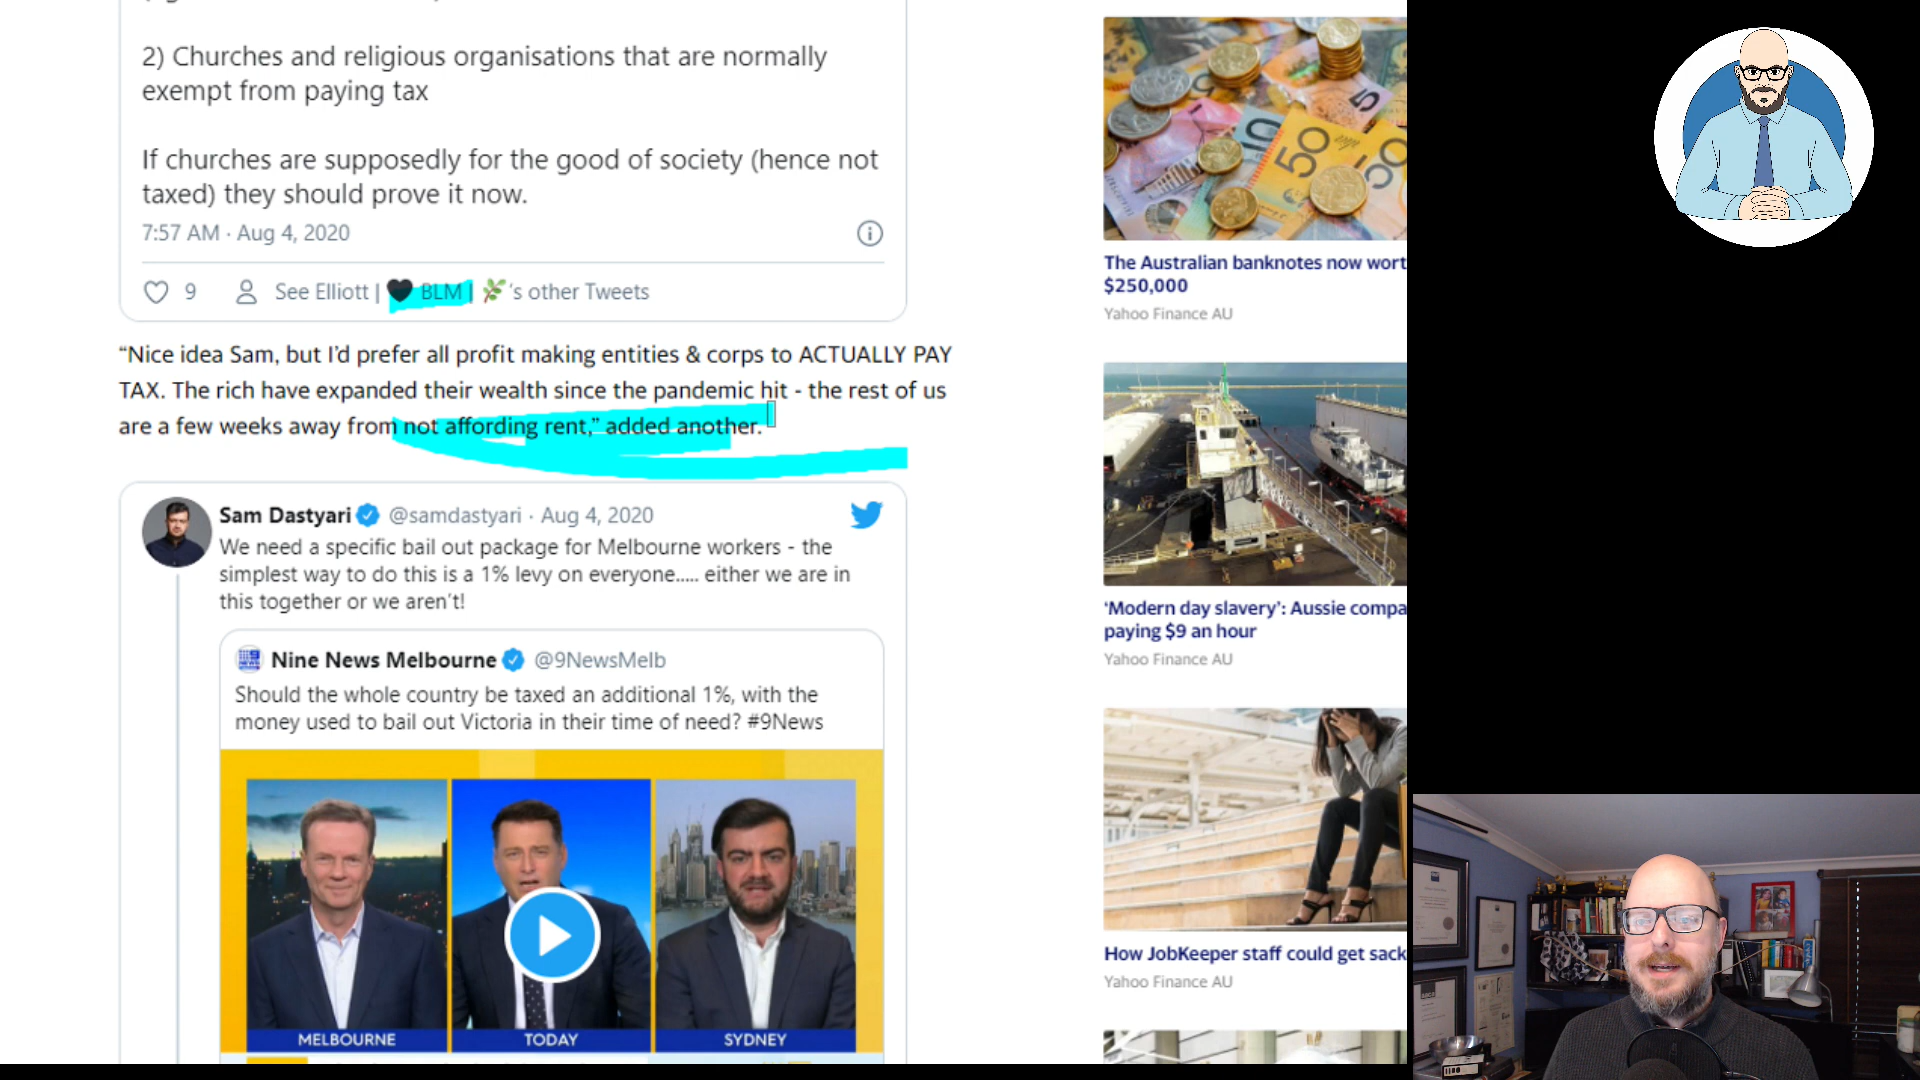 2) Churches and religious organisations that are normally
exempt from paying tax
If churches are supposedly for the good of society (hence not
taxed) they should prove it now.
7:57 AM · Aug 4, 2020
9 See Elliott | 🖤 BLM | 🌿's other Tweets
“Nice idea Sam, but I’d prefer all profit making entities & corps to ACTUALLY PAY
TAX. The rich have expanded their wealth since the pandemic hit - the rest of us
are a few weeks away from not affording rent,” added another.
Sam Dastyari @samdastyari · Aug 4, 2020
We need a specific bail out package for Melbourne workers - the
simplest way to do this is a 1% levy on everyone..... either we are in
this together or we aren’t!
Nine News Melbourne @9NewsMelb
Should the whole country be taxed an additional 1%, with the
money used to bail out Victoria in their time of need? #9News
MELBOURNE
TODAY
SYDNEY
The Australian banknotes now wort
$250,000
Yahoo Finance AU
‘Modern day slavery’: Aussie compa
paying $9 an hour
Yahoo Finance AU
How JobKeeper staff could get sack
Yahoo Finance AU